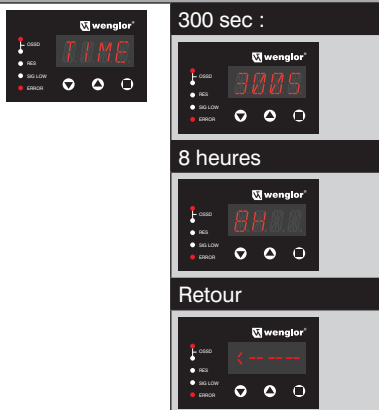 wenglor®
OSSD
TIME
RES
SIG LOW
ERROR
300 sec :
wenglor®
OSSD
300S
RES
SIG LOW
ERROR
8 heures
wenglor®
OSSD
8H
RES
SIG LOW
ERROR
Retour
wenglor®
OSSD
<-----
RES
SIG LOW
ERROR